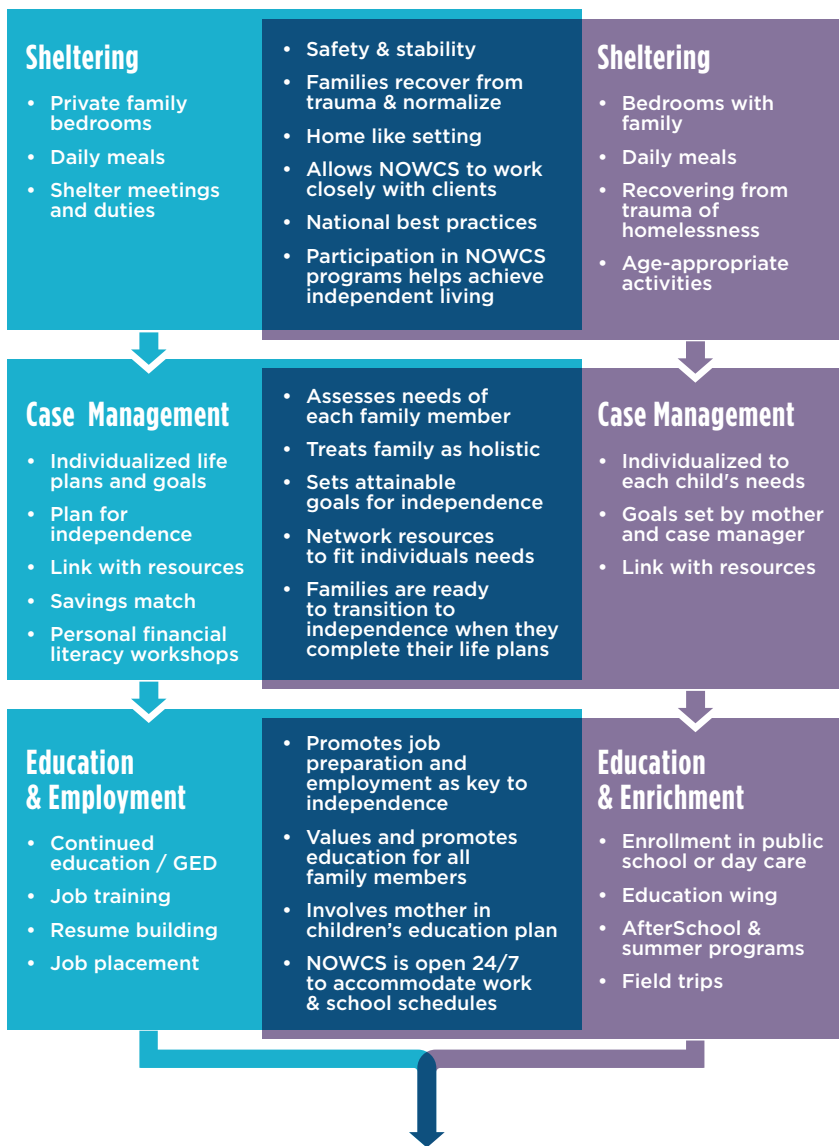 Sheltering
• Private family
bedrooms
• Daily meals
• Shelter meetings
and duties
• Safety & stability
• Families recover from
trauma & normalize
• Home like setting
• Allows NOWCS to work
closely with clients
• National best practices
• Participation in NOWCS
programs helps achieve
independent living
Sheltering
• Bedrooms with
family
• Daily meals
• Recovering from
trauma of
homelessness
• Age-appropriate
activities
Case Management
• Individualized life
plans and goals
• Plan for
independence
• Link with resources
• Savings match
• Personal financial
literacy workshops
• Assesses needs of
each family member
• Treats family as holistic
• Sets attainable
goals for independence
• Network resources
to fit individuals needs
• Families are ready
to transition to
independence when they
complete their life plans
Case Management
• Individualized to
each child's needs
• Goals set by mother
and case manager
• Link with resources
Education
& Employment
• Continued
education / GED
• Job training
• Resume building
• Job placement
• Promotes job
preparation and
employment as key to
independence
• Values and promotes
education for all
family members
• Involves mother in
children’s education plan
• NOWCS is open 24/7
to accommodate work
& school schedules
Education
& Enrichment
• Enrollment in public
school or day care
• Education wing
• AfterSchool &
summer programs
• Field trips